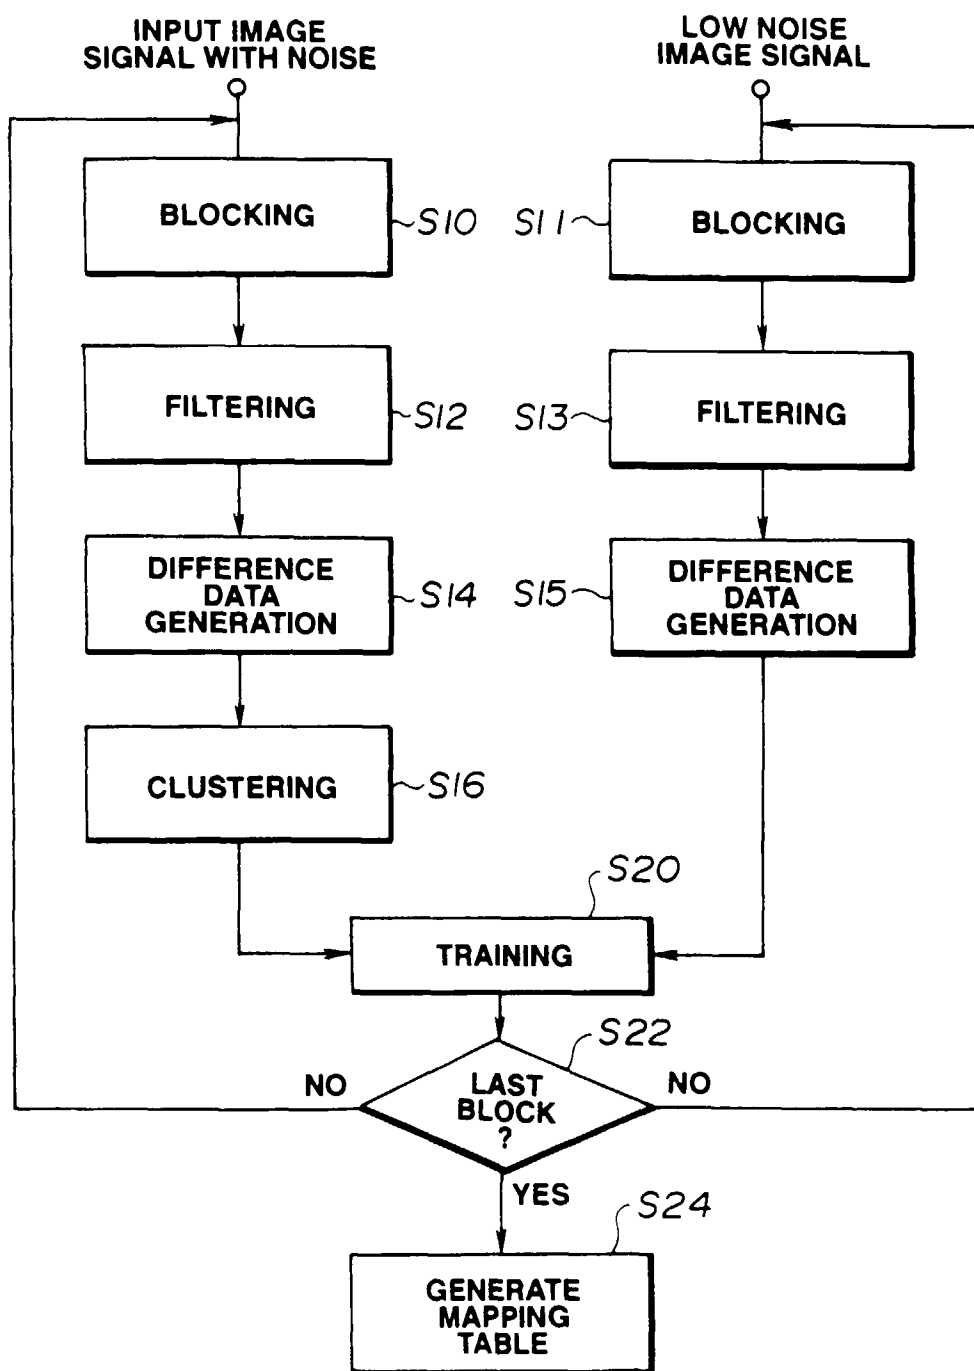 INPUT IMAGE
SIGNAL WITH NOISE
LOW NOISE
IMAGE SIGNAL
BLOCKING
S10
S11
BLOCKING
FILTERING
S12
S13
FILTERING
DIFFERENCE
DATA
GENERATION
S14
S15
DIFFERENCE
DATA
GENERATION
CLUSTERING
S16
S20
TRAINING
S22
NO
LAST
BLOCK
?
NO
YES
S24
GENERATE
MAPPING
TABLE